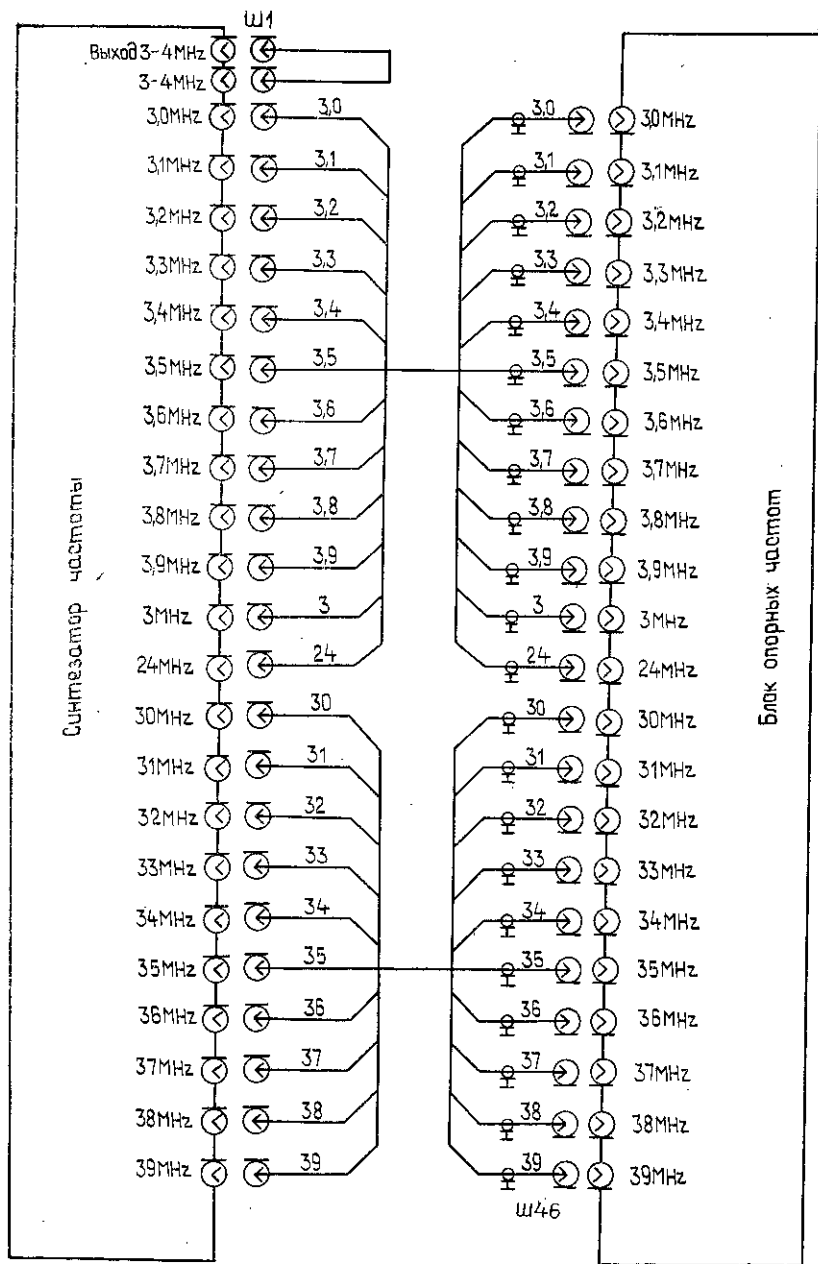 Ш1
Выход 3-4MHz
3-4MHz
3,0MHz 3,0 3,0 3,0MHz
3,1MHz 3,1 3,1 3,1MHz
3,2MHz 3,2 3,2 3,2MHz
3,3MHz 3,3 3,3 3,3MHz
3,4MHz 3,4 3,4 3,4MHz
3,5MHz 3,5 3,5 3,5MHz
3,6MHz 3,6 3,6 3,6MHz
3,7MHz 3,7 3,7 3,7MHz
3,8MHz 3,8 3,8 3,8MHz
3,9MHz 3,9 3,9 3,9MHz
3MHz 3 3 3MHz
24MHz 24 24 24MHz
30MHz 30 30 30MHz
31MHz 31 31 31MHz
32MHz 32 32 32MHz
33MHz 33 33 33MHz
34MHz 34 34 34MHz
35MHz 35 35 35MHz
36MHz 36 36 36MHz
37MHz 37 37 37MHz
38MHz 38 38 38MHz
39MHz 39 39 39MHz
Ш46
Синтезатор частоты
Блок опорных частот